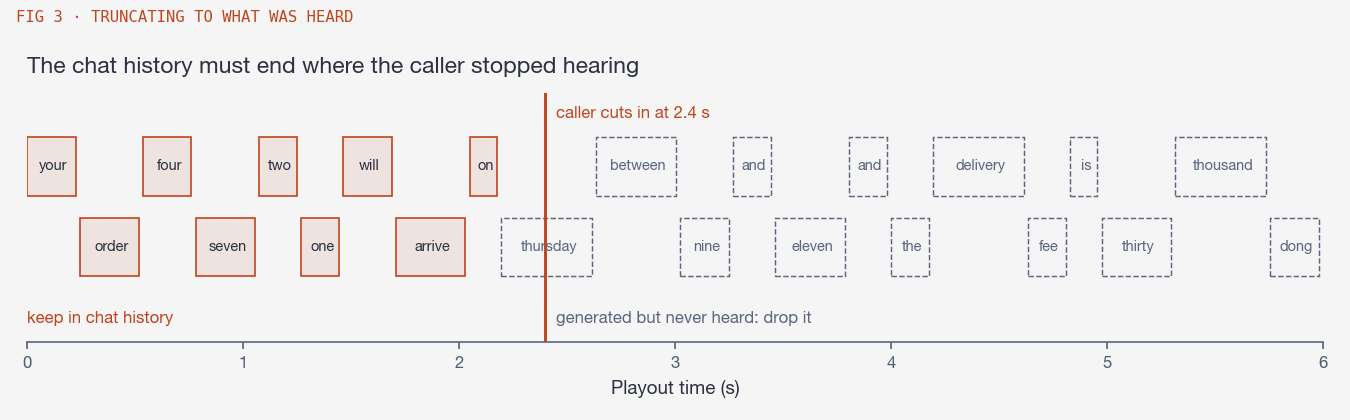 FIG 3 · TRUNCATING TO WHAT WAS HEARD
The chat history must end where the caller stopped hearing
caller cuts in at 2.4 s
your four two will on between and and delivery is thousand
order seven one arrive thursday nine eleven the fee thirty dong
keep in chat history generated but never heard: drop it
0 1 2 3 4 5 6
Playout time (s)